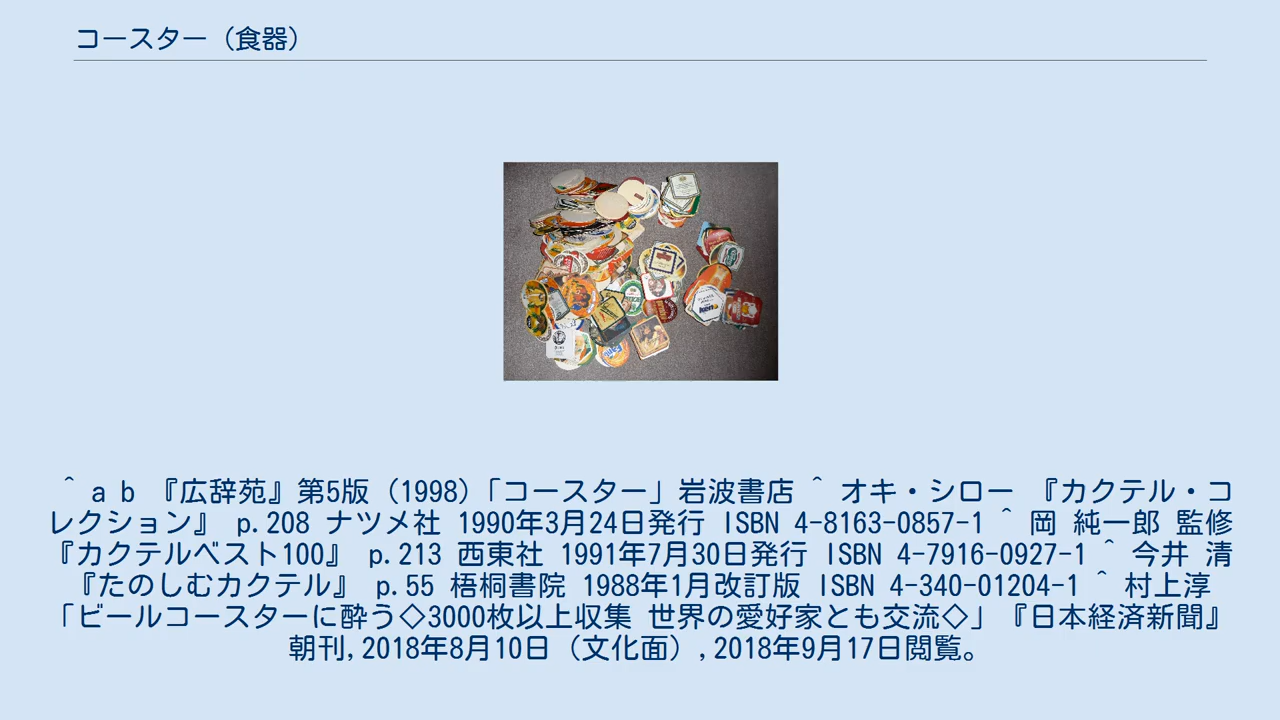 コースター（食器）
^ a b 『広辞苑』第5版（1998）「コースター」岩波書店 ^ オキ・シロー 『カクテル・コ
レクション』 p.208 ナツメ社 1990年3月24日発行 ISBN 4-8163-0857-1 ^ 岡 純一郎 監修
『カクテルベスト100』 p.213 西東社 1991年7月30日発行 ISBN 4-7916-0927-1 ^ 今井 清
『たのしむカクテル』 p.55 梧桐書院 1988年1月改訂版 ISBN 4-340-01204-1 ^ 村上淳
「ビールコースターに酔う◇3000枚以上収集 世界の愛好家とも交流◇」『日本経済新聞』
朝刊,2018年8月10日（文化面）,2018年9月17日閲覧。